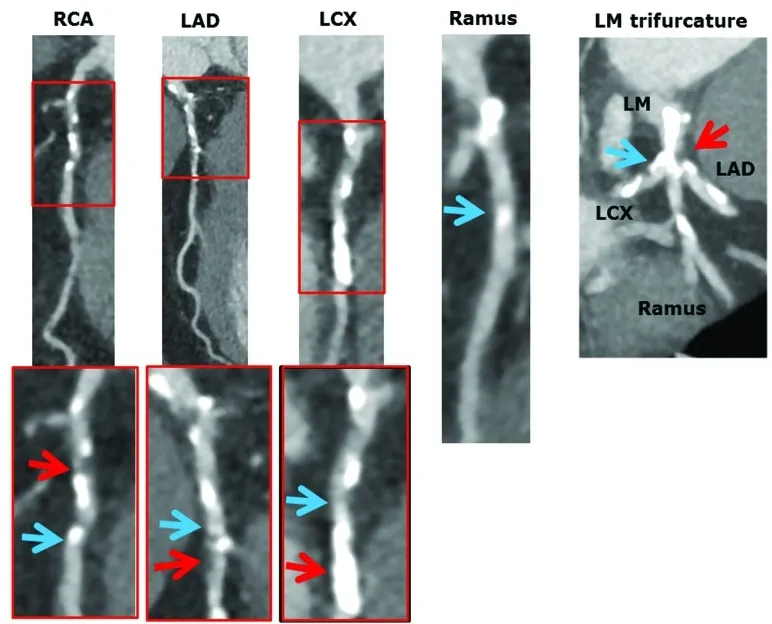 RCA
LAD
LCX
Ramus
LM trifurcature
LM
LAD
LCX
Ramus